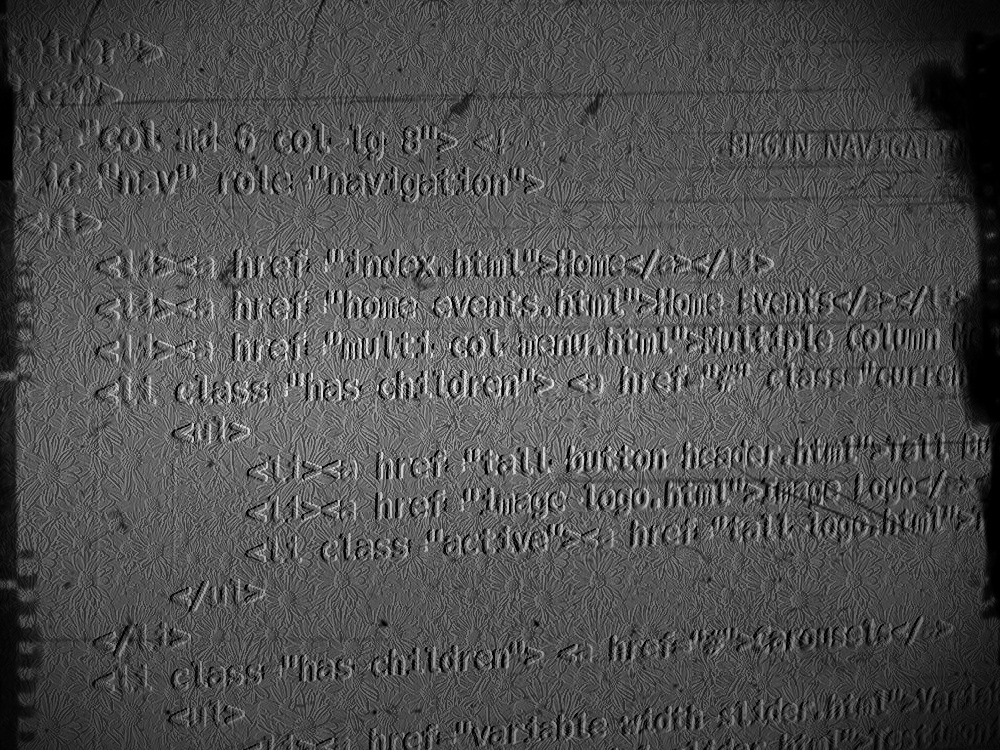 "col md 6 col lg 8"> <! BEGIN NAVIGATIO
id "nav" role "navigation">
<ul>
<li><a href "index.html">Home</a></li>
<li><a href "home events.html">Home Events</a></li>
<li><a href "multi col menu.html">Multiple Column
<li class "has children"> <a href "#" class "curren
<ul>
<li><a href "tall button header.html">Tall Bu
<li><a href "image logo.html">Image Logo</a>
<li class "active"><a href "tall logo.html">
</ul>
</li>
<li class "has children"> <a href "#">Carousels</a>
<ul>
<li><a href "variable width slider.html">Variab